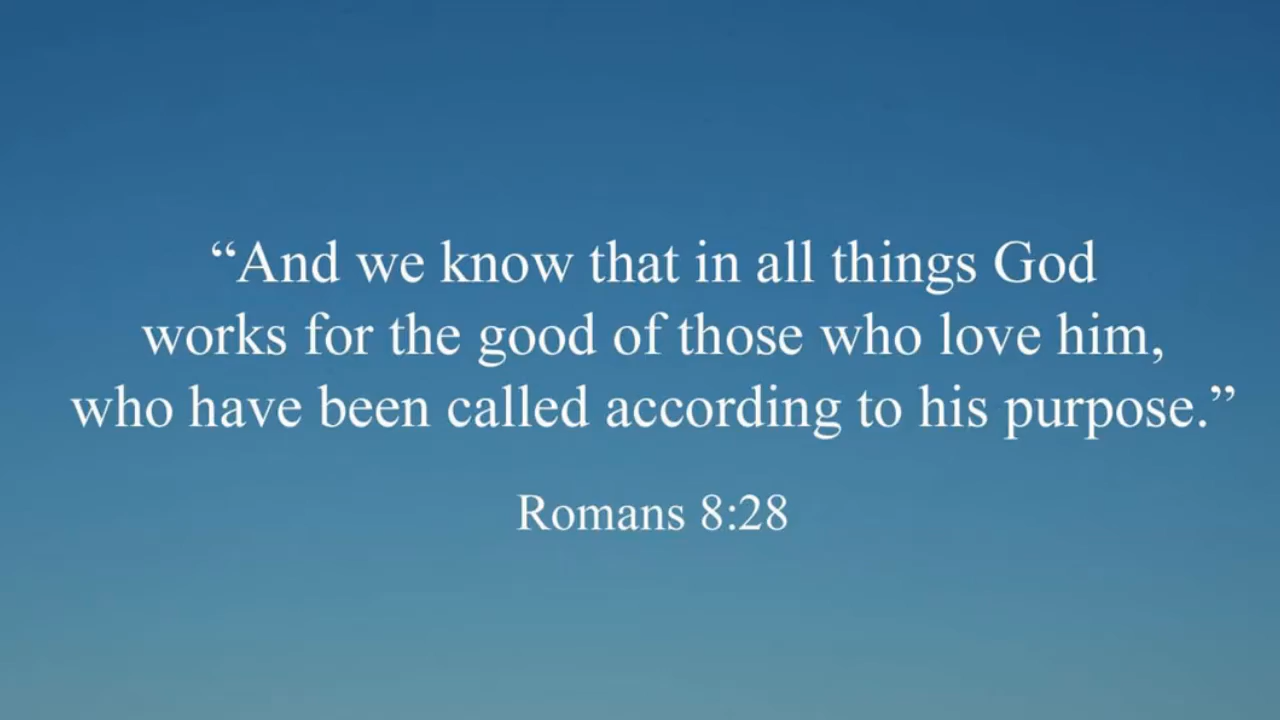 “And we know that in all things God
works for the good of those who love him,
who have been called according to his purpose.”
Romans 8:28